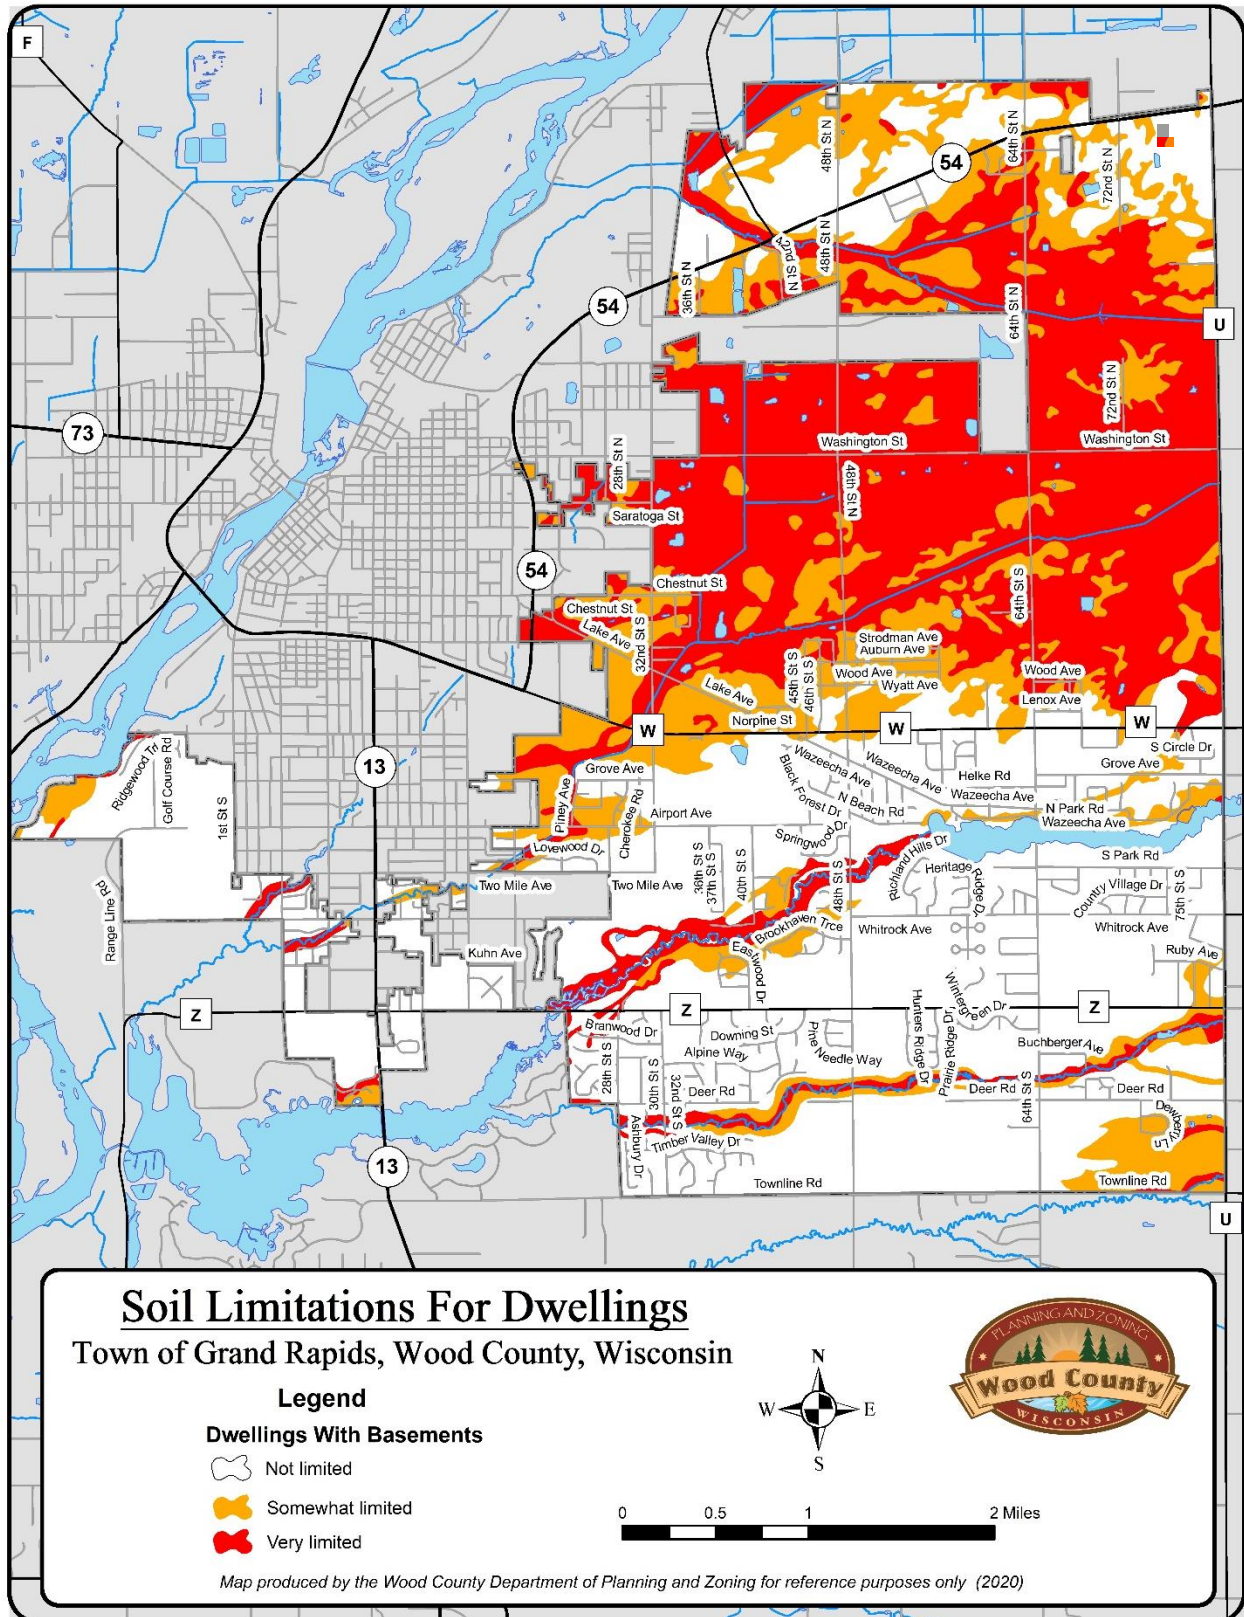 F
54
48th St N
64th St N
72nd St N
42nd St N
48th St N
36th St N
54
64th St N
U
72nd St N
73
Washington St
Washington St
28th St N
48th St N
Saratoga St
54
Chestnut St
64th St S
Chestnut St
Lake Ave
32nd St S
Strodman Ave
Auburn Ave
45th St S
46th St S
Wood Ave
Wood Ave
Wyatt Ave
Lake Ave
Lenox Ave
Norpine St
W
W
W
Ridgewood Trl
Golf Course Rd
13
S Circle Dr
Grove Ave
Wazeecha Ave
Wazeecha Ave
Helke Rd
Grove Ave
Black Forest Dr
Wazeecha Ave
1st St S
Piney Ave
Cherokee Rd
Airport Ave
N Beach Rd
N Park Rd
Wazeecha Ave
Springwood Dr
Lovewood Dr
Richland Hills Dr
S Park Rd
Range Line Rd
Two Mile Ave
Two Mile Ave
36th St S
37th St S
40th St S
48th St S
Heritage
Ridge Dr
Country Village Dr
75th St S
Brookhaven Trce
Whitrock Ave
Whitrock Ave
Kuhn Ave
Eastwood Dr
Ruby Ave
Wintergreen Dr
Z
Z
Z
Branwood Dr
Downing St
Pine Needle Way
Hunters Ridge Dr
Prairie Ridge Dr
Buchberger Ave
Alpine Way
28th St S
30th St S
32nd St S
Deer Rd
Deer Rd
64th St S
Deer Rd
Ashbury Dr
Timber Valley Dr
Dewberry Ln
13
Townline Rd
Townline Rd
U
Soil Limitations For Dwellings
Town of Grand Rapids, Wood County, Wisconsin
Legend
Dwellings With Basements
Not limited
Somewhat limited
Very limited
N
W E
S
PLANNING AND ZONING
Wood County
WISCONSIN
0 0.5 1 2 Miles
Map produced by the Wood County Department of Planning and Zoning for reference purposes only (2020)